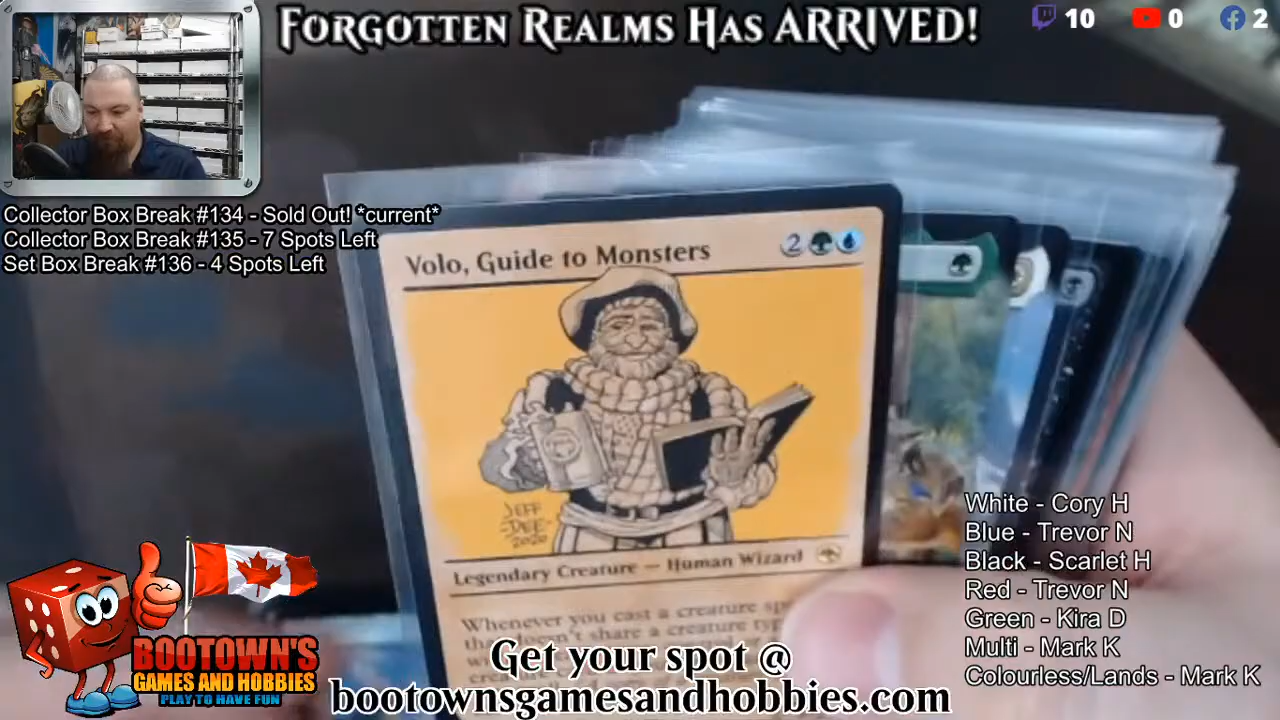 FORGOTTEN REALMS HAS ARRIVED!
10
0
2
Collector Box Break #134 - Sold Out! *current*
Collector Box Break #135 - 7 Spots Left
Set Box Break #136 - 4 Spots Left
Volo, Guide to Monsters
2
JEFF
-DEE-
2020
Legendary Creature — Human Wizard
Whenever you cast a creature
doesn't share a creature
White - Cory H
Blue - Trevor N
Black - Scarlet H
Red - Trevor N
Green - Kira D
Multi - Mark K
Colourless/Lands - Mark K
BOOTOWN'S
GAMES AND HOBBIES
PLAY TO HAVE FUN
Get your spot @
bootownsgamesandhobbies.com